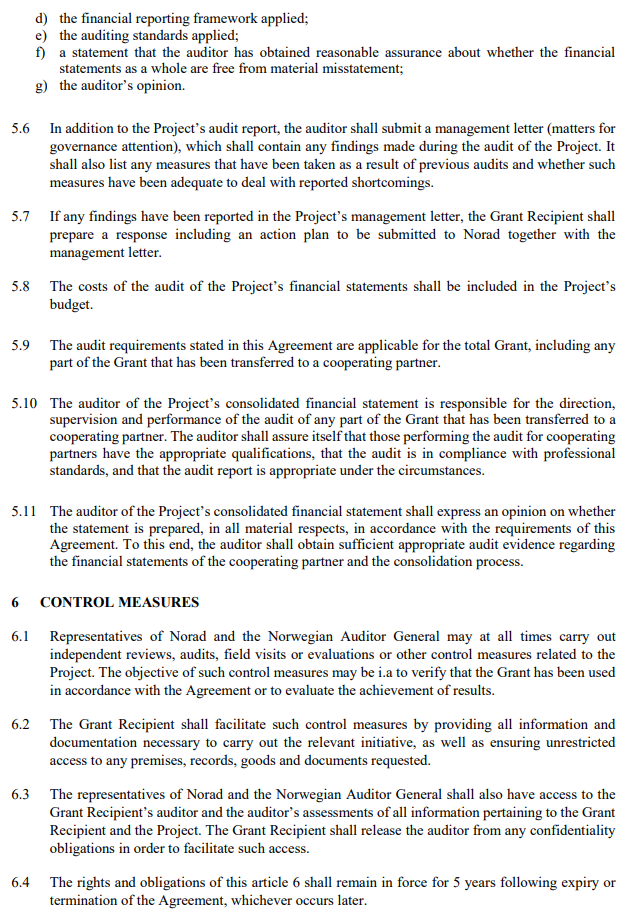 d) the financial reporting framework applied;
e) the auditing standards applied;
f) a statement that the auditor has obtained reasonable assurance about whether the financial
statements as a whole are free from material misstatement;
g) the auditor's opinion.
5.6 In addition to the Project's audit report, the auditor shall submit a management letter (matters for
governance attention), which shall contain any findings made during the audit of the Project. It
shall also list any measures that have been taken as a result of previous audits and whether such
measures have been adequate to deal with reported shortcomings.
5.7 If any findings have been reported in the Project's management letter, the Grant Recipient shall
prepare a response including an action plan to be submitted to Norad together with the
management letter.
5.8 The costs of the audit of the Project's financial statements shall be included in the Project's
budget.
5.9 The audit requirements stated in this Agreement are applicable for the total Grant, including any
part of the Grant that has been transferred to a cooperating partner.
5.10 The auditor of the Project's consolidated financial statement is responsible for the direction,
supervision and performance of the audit of any part of the Grant that has been transferred to a
cooperating partner. The auditor shall assure itself that those performing the audit for cooperating
partners have the appropriate qualifications, that the audit is in compliance with professional
standards, and that the audit report is appropriate under the circumstances.
5.11 The auditor of the Project's consolidated financial statement shall express an opinion on whether
the statement is prepared, in all material respects, in accordance with the requirements of this
Agreement. To this end, the auditor shall obtain sufficient appropriate audit evidence regarding
the financial statements of the cooperating partner and the consolidation process.
6 CONTROL MEASURES
6.1 Representatives of Norad and the Norwegian Auditor General may at all times carry out
independent reviews, audits, field visits or evaluations or other control measures related to the
Project. The objective of such control measures may be i.a to verify that the Grant has been used
in accordance with the Agreement or to evaluate the achievement of results.
6.2 The Grant Recipient shall facilitate such control measures by providing all information and
documentation necessary to carry out the relevant initiative, as well as ensuring unrestricted
access to any premises, records, goods and documents requested.
6.3 The representatives of Norad and the Norwegian Auditor General shall also have access to the
Grant Recipient's auditor and the auditor's assessments of all information pertaining to the Grant
Recipient and the Project. The Grant Recipient shall release the auditor from any confidentiality
obligations in order to facilitate such access.
6.4 The rights and obligations of this article 6 shall remain in force for 5 years following expiry or
termination of the Agreement, whichever occurs later.